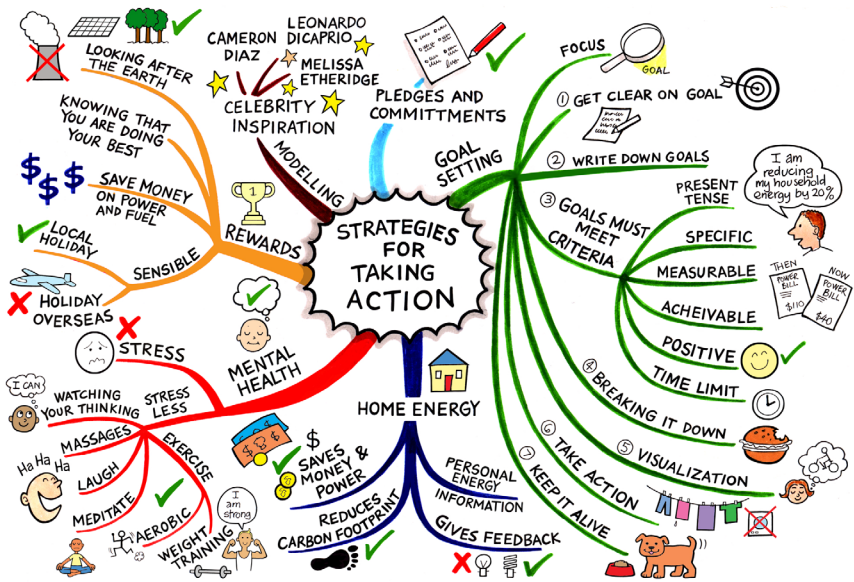 STRATEGIES
FOR
TAKING
ACTION
GOAL
SETTING
FOCUS
GOAL
① GET CLEAR ON GOAL
② WRITE DOWN GOALS
③ GOALS MUST
MEET
CRITERIA
PRESENT
TENSE
I am
reducing
my household
energy by 20%
SPECIFIC
MEASURABLE
THEN
POWER
BILL
$110
NOW
POWER
BILL
$40
ACHEIVABLE
POSITIVE
TIME LIMIT
④ BREAKING IT DOWN
⑤ VISUALIZATION
⑥ TAKE ACTION
⑦ KEEP IT ALIVE
HOME ENERGY
PERSONAL
ENERGY
INFORMATION
GIVES FEEDBACK
$
SAVES
MONEY &
POWER
REDUCES
CARBON FOOTPRINT
MENTAL
HEALTH
STRESS
STRESS
LESS
WATCHING
YOUR THINKING
I CAN
MASSAGES
LAUGH
Ha Ha Ha
MEDITATE
EXERCISE
AEROBIC
WEIGHT
TRAINING
I
am
strong
REWARDS
1
LOOKING AFTER
THE EARTH
KNOWING THAT
YOU ARE DOING
YOUR BEST
$ $ $
SAVE MONEY
ON POWER
AND FUEL
SENSIBLE
LOCAL
HOLIDAY
HOLIDAY
OVERSEAS
MODELLING
CELEBRITY
INSPIRATION
CAMERON
DIAZ
LEONARDO
DICAPRIO
MELISSA
ETHERIDGE
PLEDGES AND
COMMITTMENTS